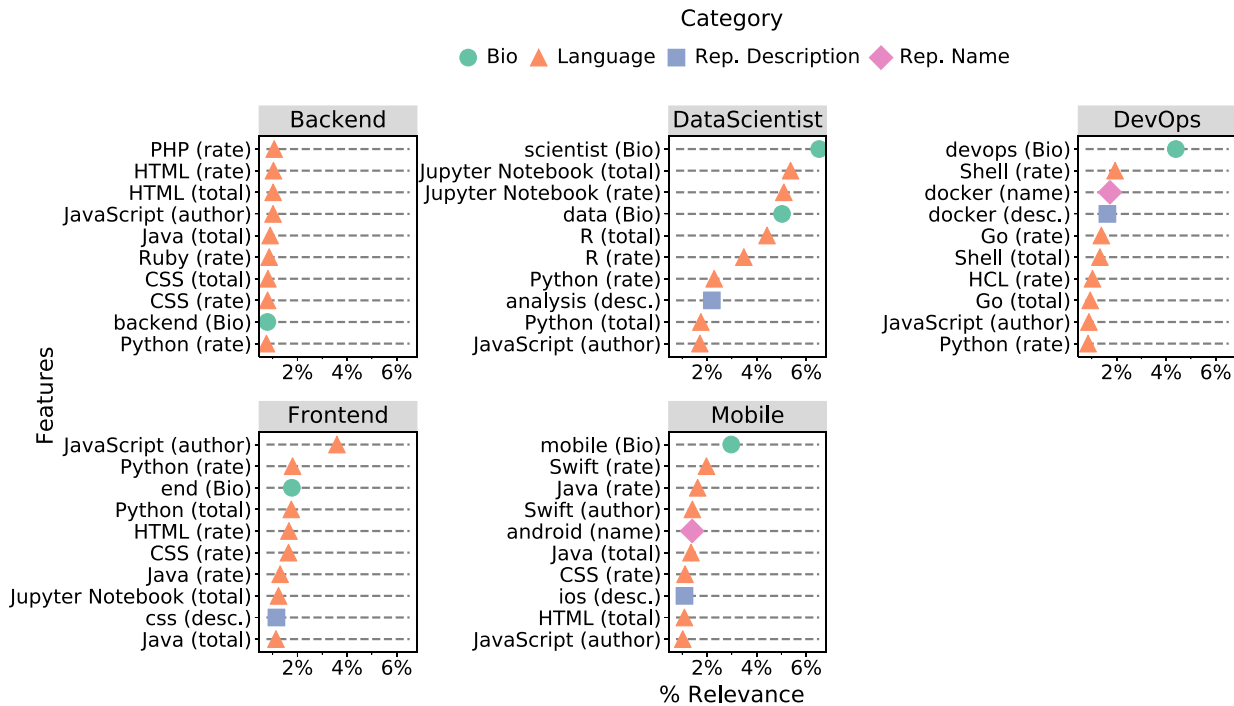 Category
Bio Language Rep. Description Rep. Name
Backend
PHP (rate)
HTML (rate)
HTML (total)
JavaScript (author)
Java (total)
Ruby (rate)
CSS (total)
CSS (rate)
backend (Bio)
Python (rate)
2% 4% 6%
DataScientist
scientist (Bio)
Jupyter Notebook (total)
Jupyter Notebook (rate)
data (Bio)
R (total)
R (rate)
Python (rate)
analysis (desc.)
Python (total)
JavaScript (author)
2% 4% 6%
DevOps
devops (Bio)
Shell (rate)
docker (name)
docker (desc.)
Go (rate)
Shell (total)
HCL (rate)
Go (total)
JavaScript (author)
Python (rate)
2% 4% 6%
Features
Frontend
JavaScript (author)
Python (rate)
end (Bio)
Python (total)
HTML (rate)
CSS (rate)
Java (rate)
Jupyter Notebook (total)
css (desc.)
Java (total)
2% 4% 6%
Mobile
mobile (Bio)
Swift (rate)
Java (rate)
Swift (author)
android (name)
Java (total)
CSS (rate)
ios (desc.)
HTML (total)
JavaScript (author)
2% 4% 6%
% Relevance